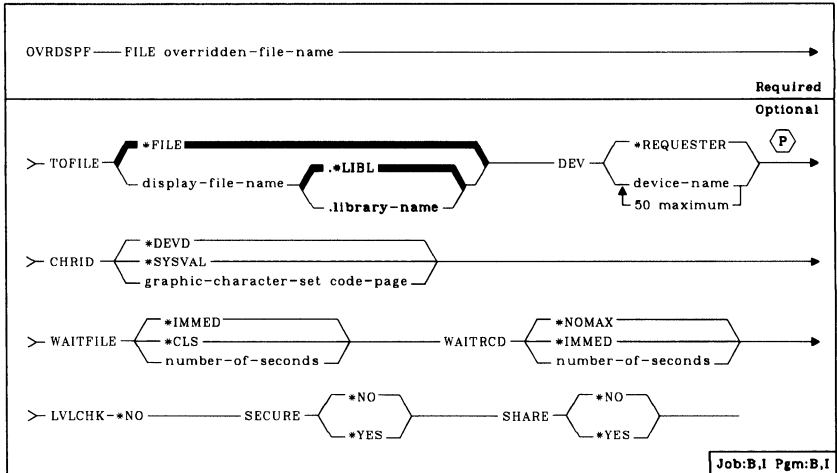 OVRDSPF FILE overridden-file-name
Required
Optional
*FILE
*REQUESTER
P
TOFILE
.*LIBL
DEV
display-file-name
device-name
.library-name
50 maximum
*DEVD
CHRID
*SYSVAL
graphic-character-set code-page
*IMMED
*NOMAX
WAITFILE
*CLS
WAITRCD
*IMMED
number-of-seconds
number-of-seconds
*NO
*NO
LVLCHK-*NO
SECURE
SHARE
*YES
*YES
Job:B,I Pgm:B,I